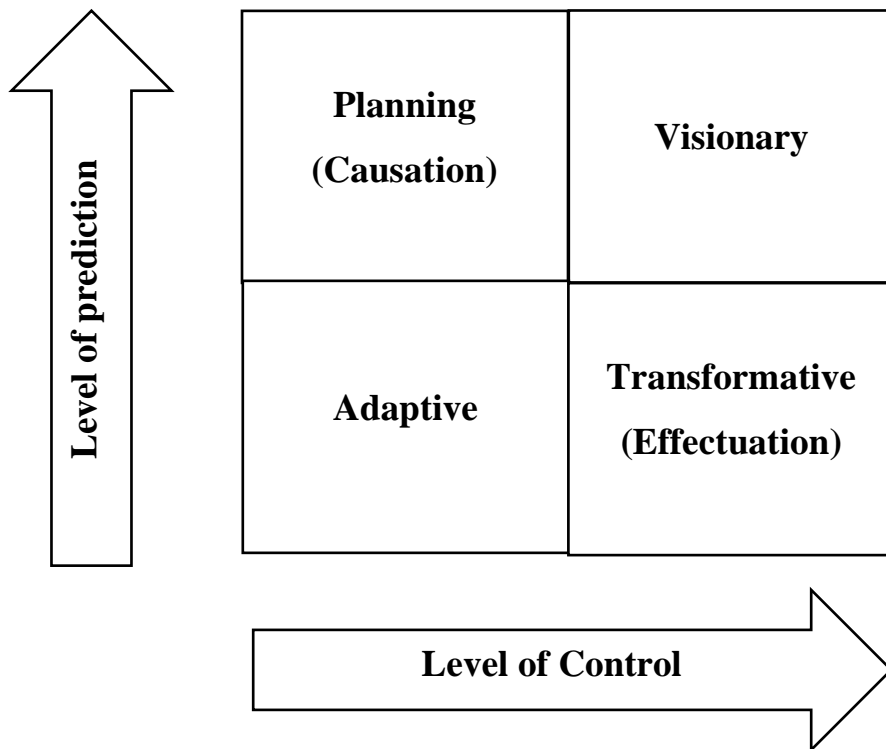 Level of prediction
Planning
(Causation)
Visionary
Adaptive
Transformative
(Effectuation)
Level of Control